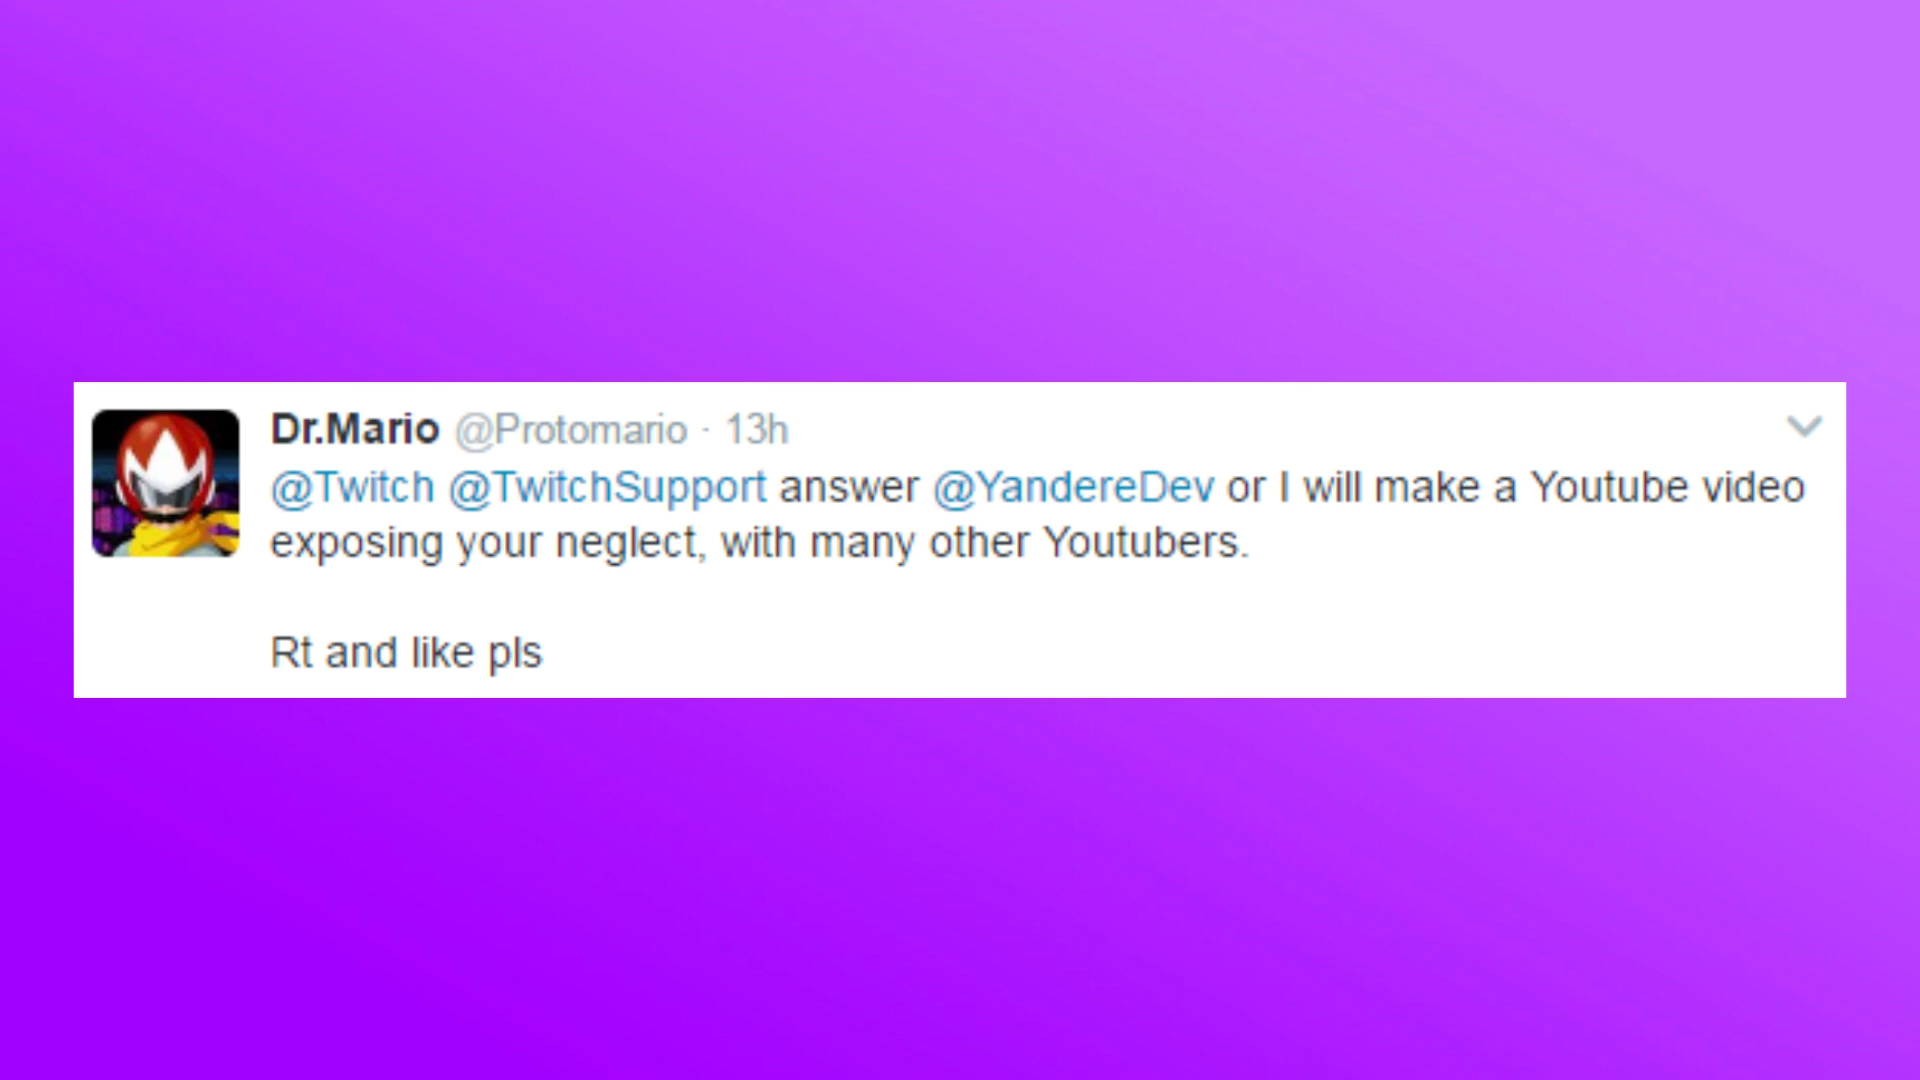 Dr.Mario @Protomario · 13h
@Twitch @TwitchSupport answer @YandereDev or I will make a Youtube video
exposing your neglect, with many other Youtubers.
Rt and like pls